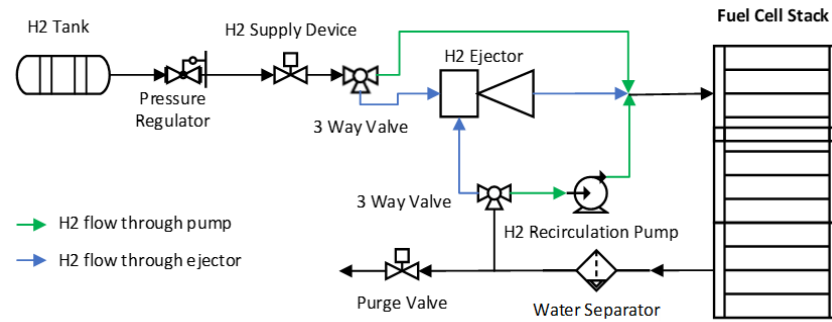 Fuel Cell Stack
H2 Tank
H2 Supply Device
H2 Ejector
Pressure
Regulator
3 Way Valve
3 Way Valve
H2 flow through pump
H2 Recirculation Pump
H2 flow through ejector
Purge Valve
Water Separator